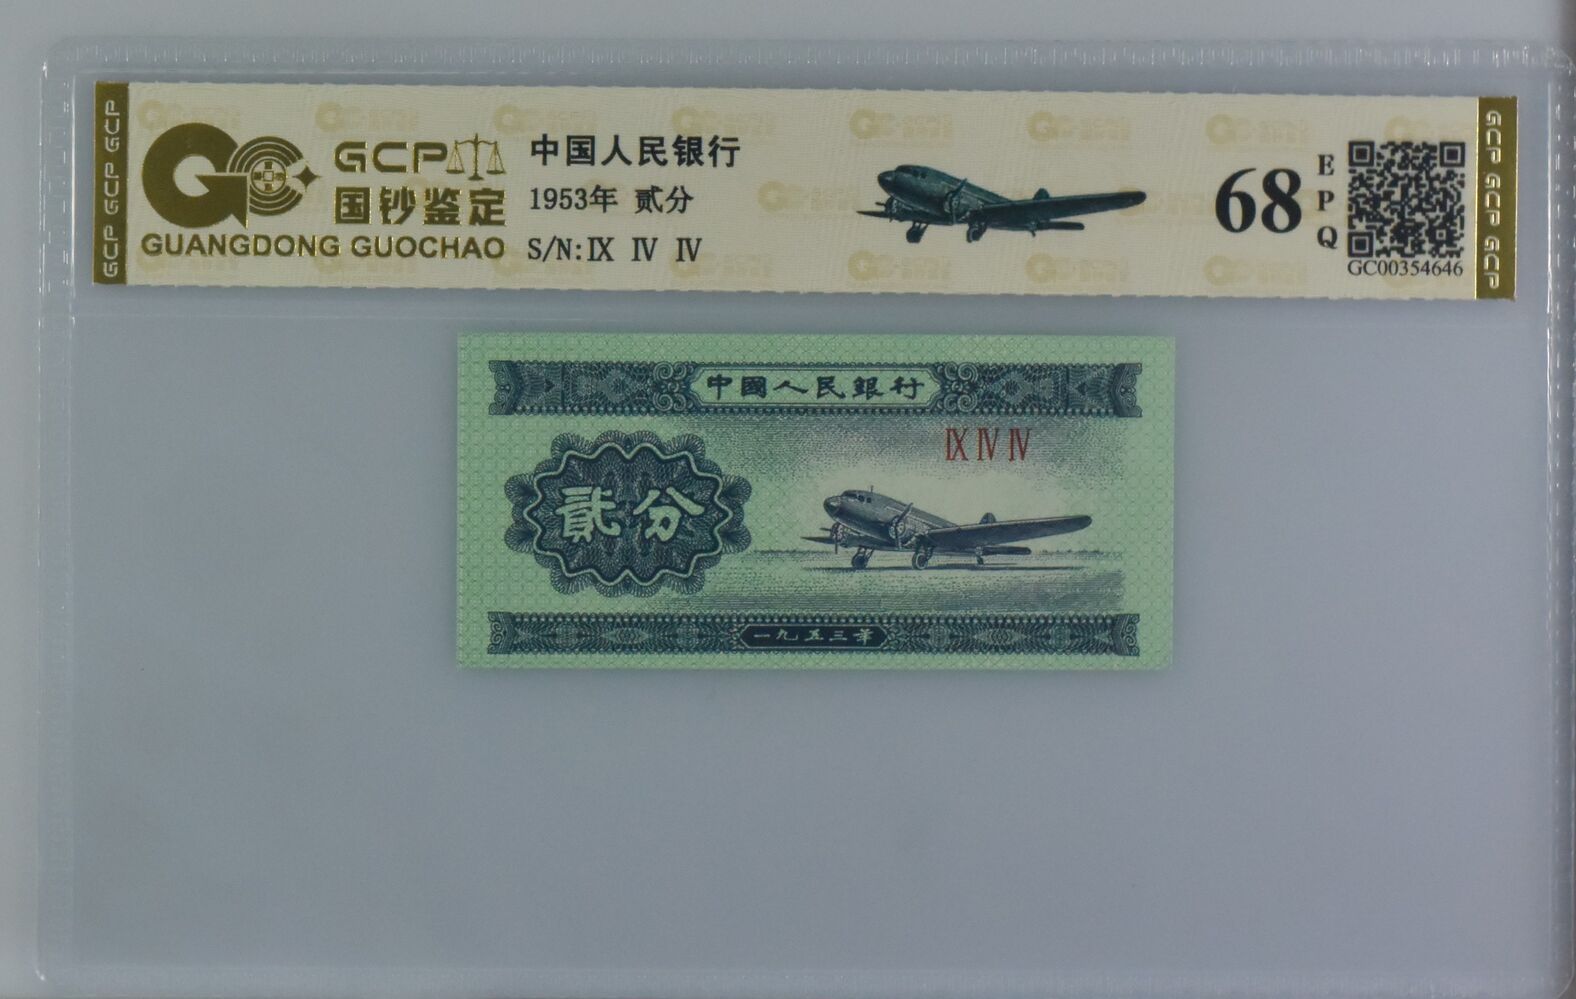 GCP
国钞鉴定
GUANGDONG GUOCHAO
中国人民银行
1953年 贰分
S/N:Ⅸ Ⅳ Ⅳ
68
EPQ
GC00354646
GCP GCP GCP
GCP GCP GCP
中國人民銀行
Ⅸ Ⅳ Ⅳ
貳分
一九五三年